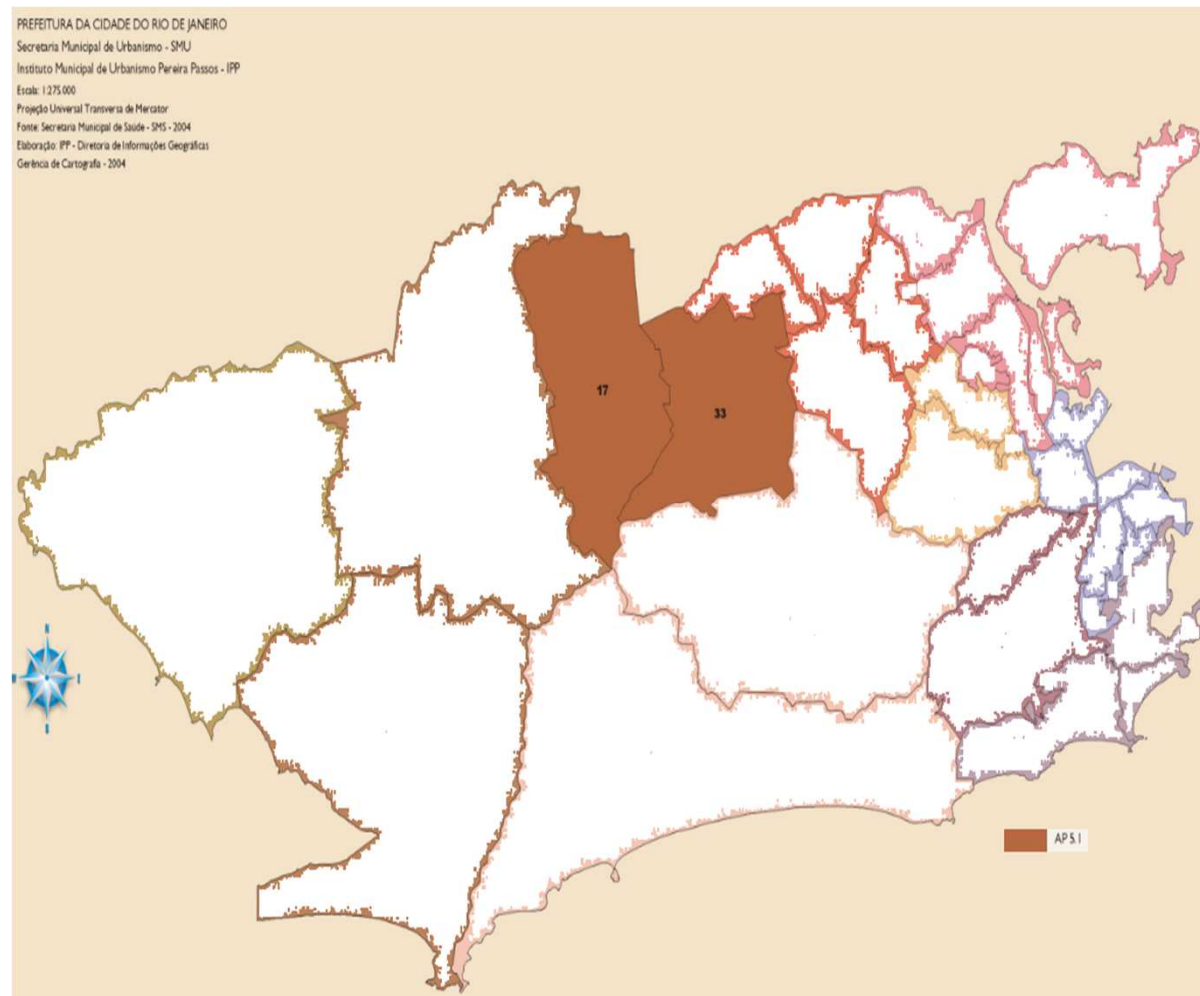 PREFEITURA DA CIDADE DO RIO DE JANEIRO
Secretaria Municipal de Urbanismo - SMU
Instituto Municipal de Urbanismo Pereira Passos - IPP
Escala: 1:275.000
Projeção Universal Transversa de Mercator
Fonte: Secretaria Municipal de Saúde - SMS - 2004
Elaboração: IPP - Diretoria de Informações Geográficas
Gerência de Cartografia - 2004
17
33
AP 5.1